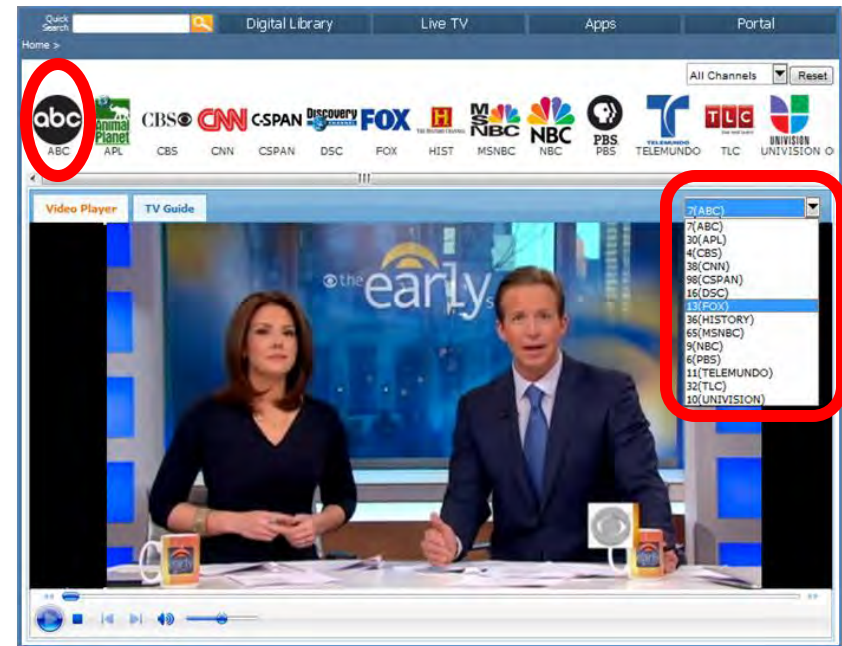 Quick
Search
Digital Library
Live TV
Apps
Portal
Home >
All Channels
Reset
abc
Animal
Planet
CBS
CNN
C-SPAN
Discovery
CHANNEL
FOX
H
MSNBC
NBC
PBS
TELEMUNDO
TLC
UNIVISION
ABC
APL
CBS
CNN
CSPAN
DSC
FOX
HIST
MSNBC
NBC
PBS
TELEMUNDO
TLC
UNIVISION O
Video Player
TV Guide
7(ABC)
7(ABC)
30(APL)
4(CBS)
38(CNN)
98(CSPAN)
16(DSC)
13(FOX)
36(HISTORY)
65(MSNBC)
9(NBC)
6(PBS)
11(TELEMUNDO)
32(TLC)
10(UNIVISION)
the
early
s